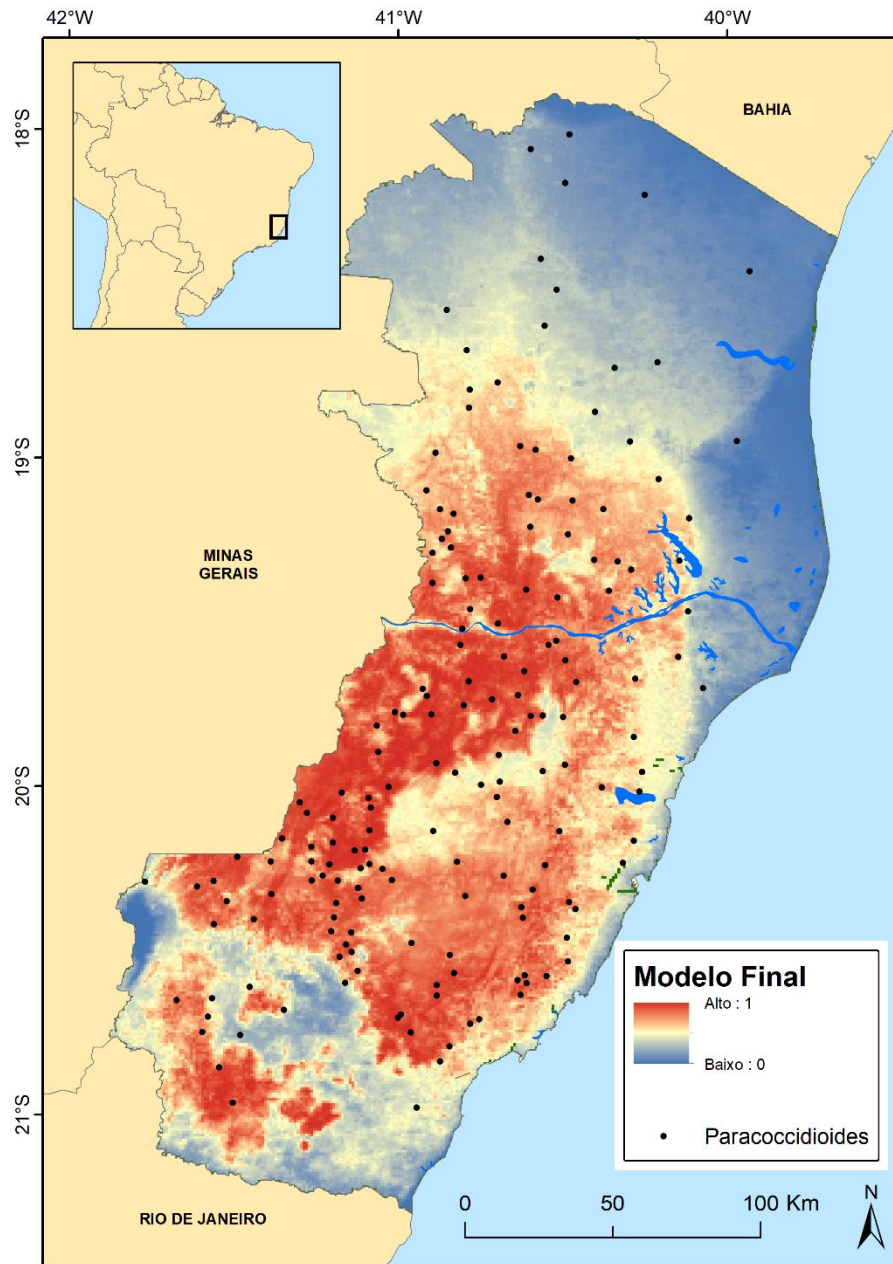 42°W
41°W
40°W
18°S
19°S
20°S
21°S
BAHIA
MINAS
GERAIS
RIO DE JANEIRO
Modelo Final
Alto : 1
Baixo : 0
Paracoccidioides
0
50
100 Km
N